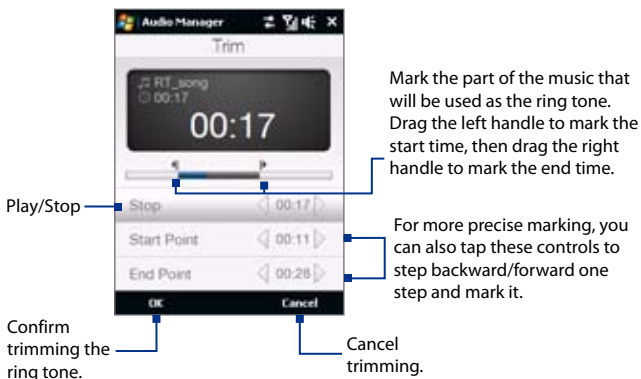 Audio Manager
Trim
RT_song
00:17
00:17
Mark the part of the music that
will be used as the ring tone.
Drag the left handle to mark the
start time, then drag the right
handle to mark the end time.
Play/Stop
Stop 00:17
Start Point 00:11
End Point 00:28
For more precise marking, you
can also tap these controls to
step backward/forward one
step and mark it.
OK Cancel
Confirm
trimming the
ring tone.
Cancel
trimming.